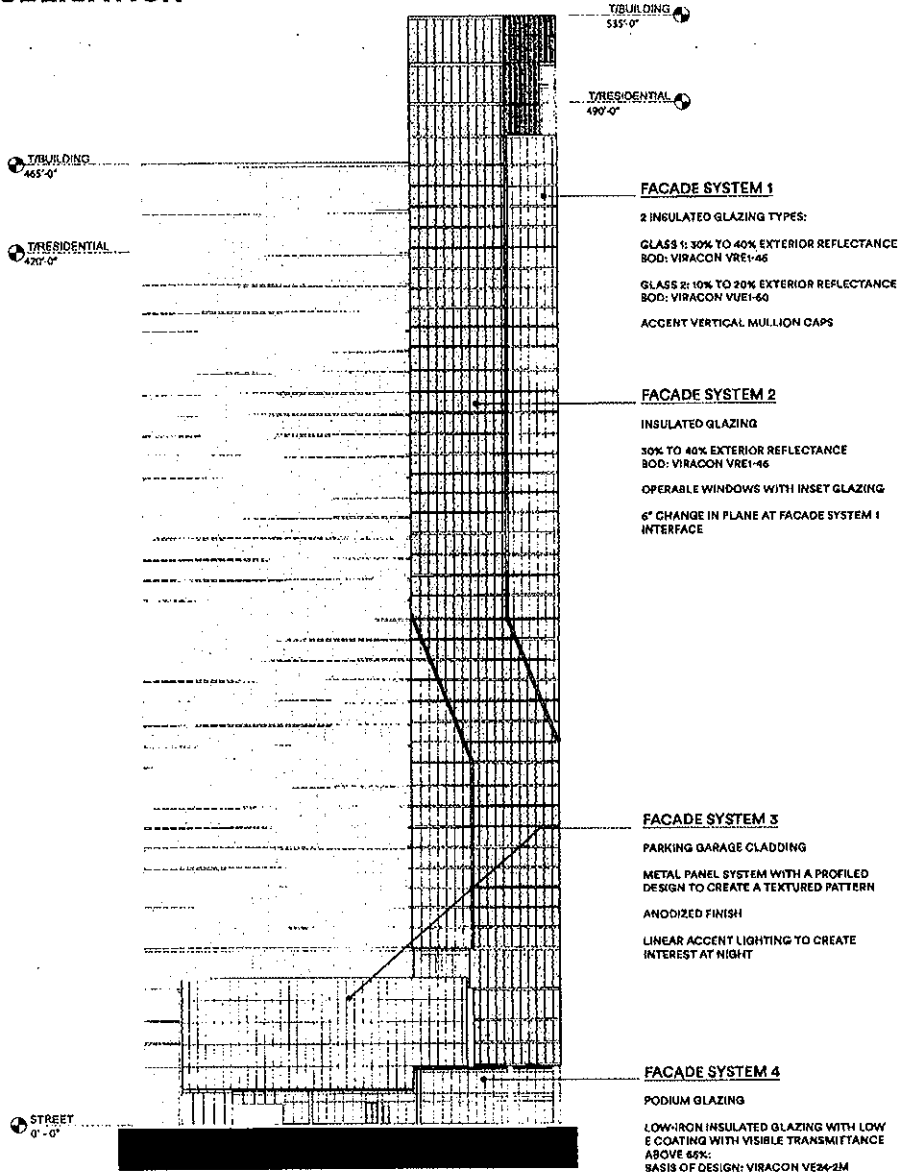 T/BUILDING
535'-0"
T/RESIDENTIAL
490'-0"
T/BUILDING
465'-0"
T/RESIDENTIAL
420'-0"
FACADE SYSTEM 1
2 INSULATED GLAZING TYPES:
GLASS 1: 30% TO 40% EXTERIOR REFLECTANCE
BOD: VIRACON VRE1-46
GLASS 2: 10% TO 20% EXTERIOR REFLECTANCE
BOD: VIRACON VUE1-60
ACCENT VERTICAL MULLION CAPS
FACADE SYSTEM 2
INSULATED GLAZING
30% TO 40% EXTERIOR REFLECTANCE
BOD: VIRACON VRE1-46
OPERABLE WINDOWS WITH INSET GLAZING
6" CHANGE IN PLANE AT FACADE SYSTEM 1
INTERFACE
FACADE SYSTEM 3
PARKING GARAGE CLADDING
METAL PANEL SYSTEM WITH A PROFILED
DESIGN TO CREATE A TEXTURED PATTERN
ANODIZED FINISH
LINEAR ACCENT LIGHTING TO CREATE
INTEREST AT NIGHT
FACADE SYSTEM 4
PODIUM GLAZING
LOW-IRON INSULATED GLAZING WITH LOW
E COATING WITH VISIBLE TRANSMITTANCE
ABOVE 65%:
BASIS OF DESIGN: VIRACON VE24-2M
STREET
0'-0"